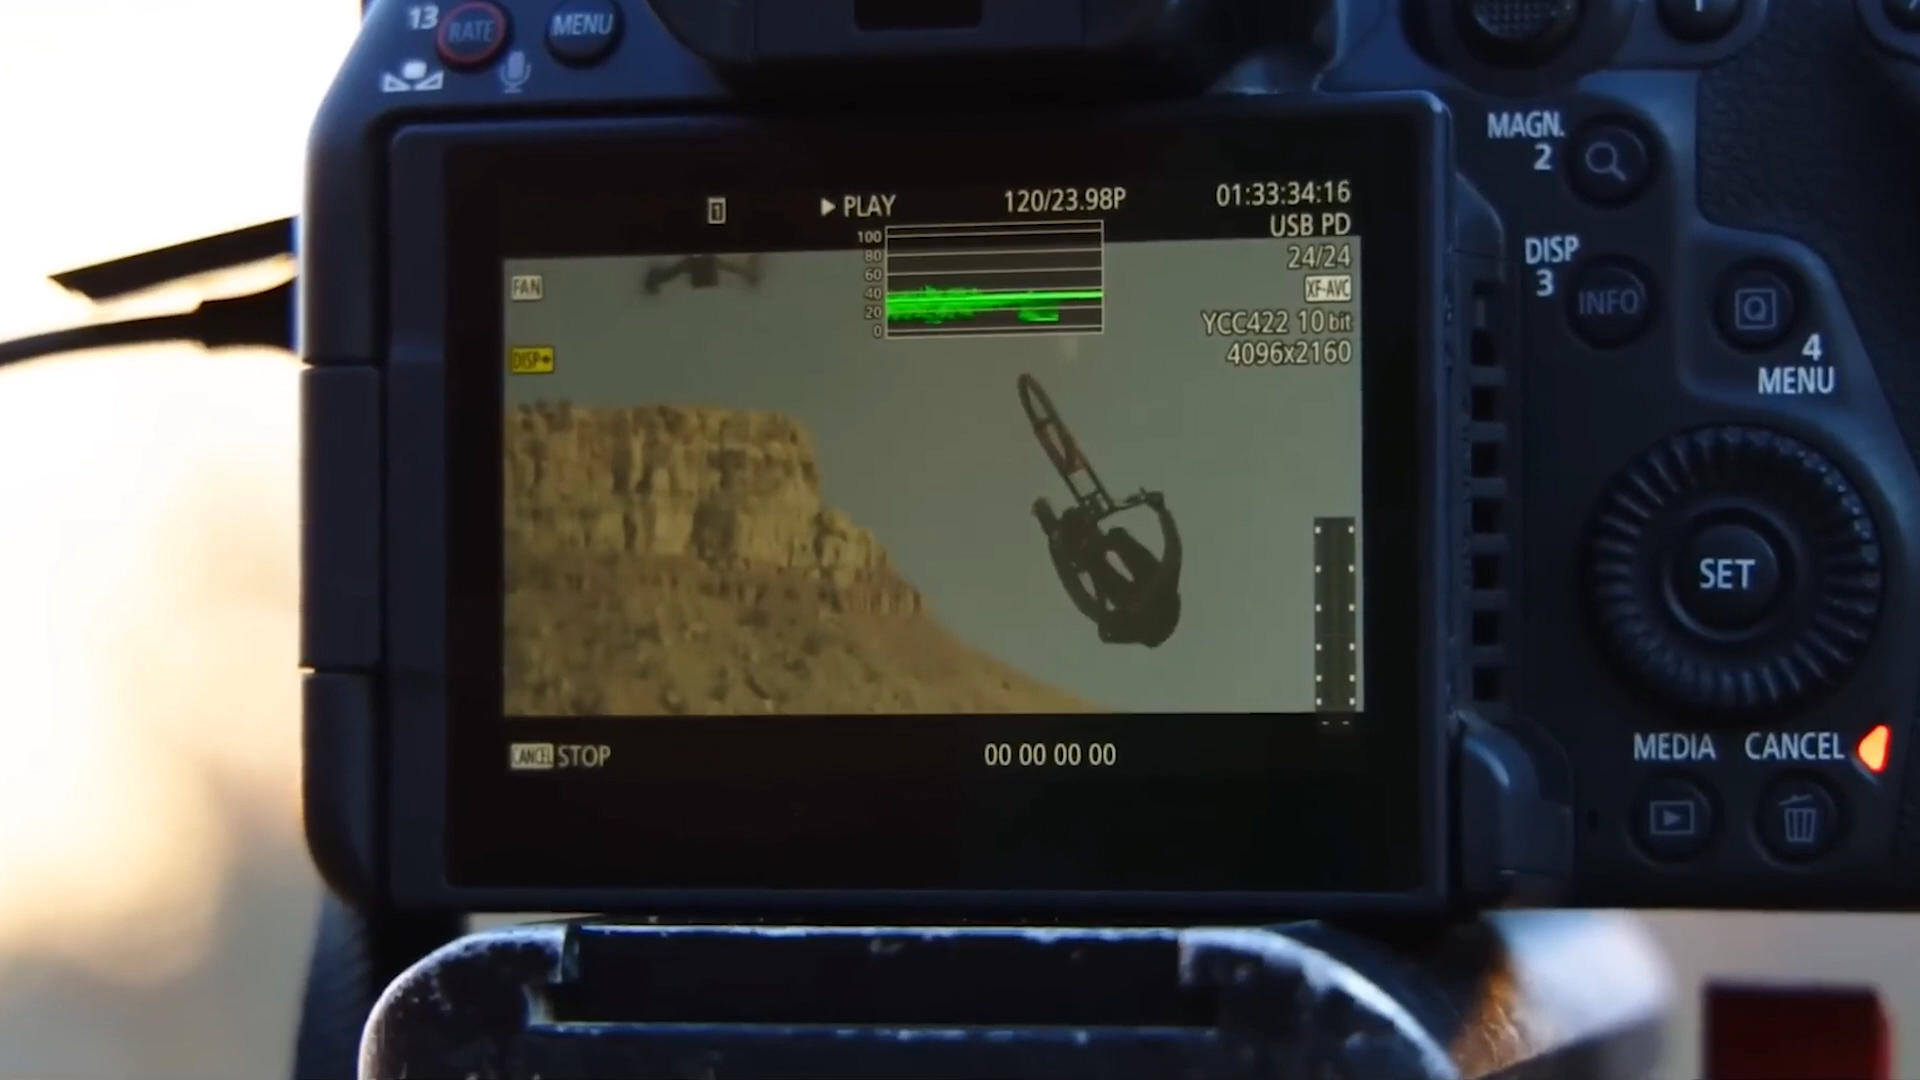 13 RATE MENU
MAGN.
2
1 PLAY 120/23.98P 01:33:34:16
USB PD
100
80
60
40
20
0
24/24
FAN
XF-AVC
YCC422 10 bit
4096x2160
DISP
DISP
3
INFO
Q
4
MENU
SET
CANCEL STOP 00 00 00 00
MEDIA CANCEL